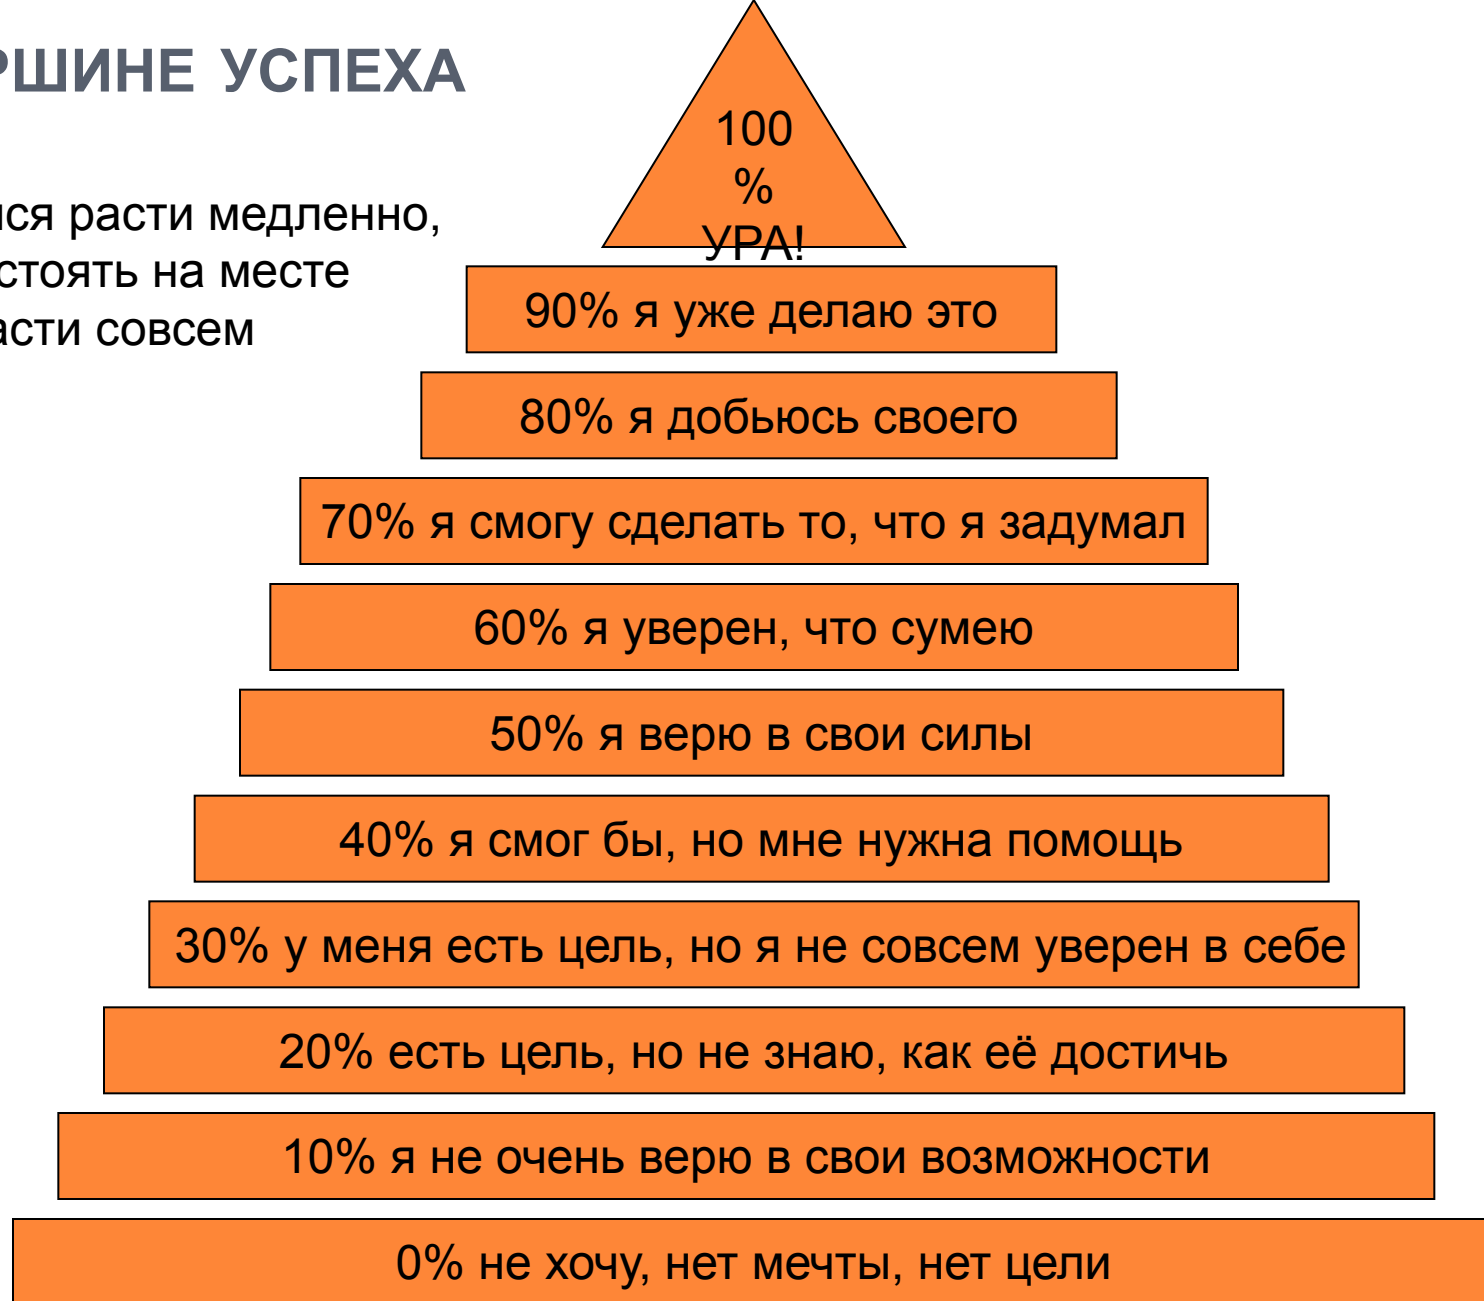 РШИНЕ УСПЕХА
ся расти медленно,
стоять на месте
асти совсем
100
%
УРА!
90% я уже делаю это
80% я добьюсь своего
70% я смогу сделать то, что я задумал
60% я уверен, что сумею
50% я верю в свои силы
40% я смог бы, но мне нужна помощь
30% у меня есть цель, но я не совсем уверен в себе
20% есть цель, но не знаю, как её достичь
10% я не очень верю в свои возможности
0% не хочу, нет мечты, нет цели